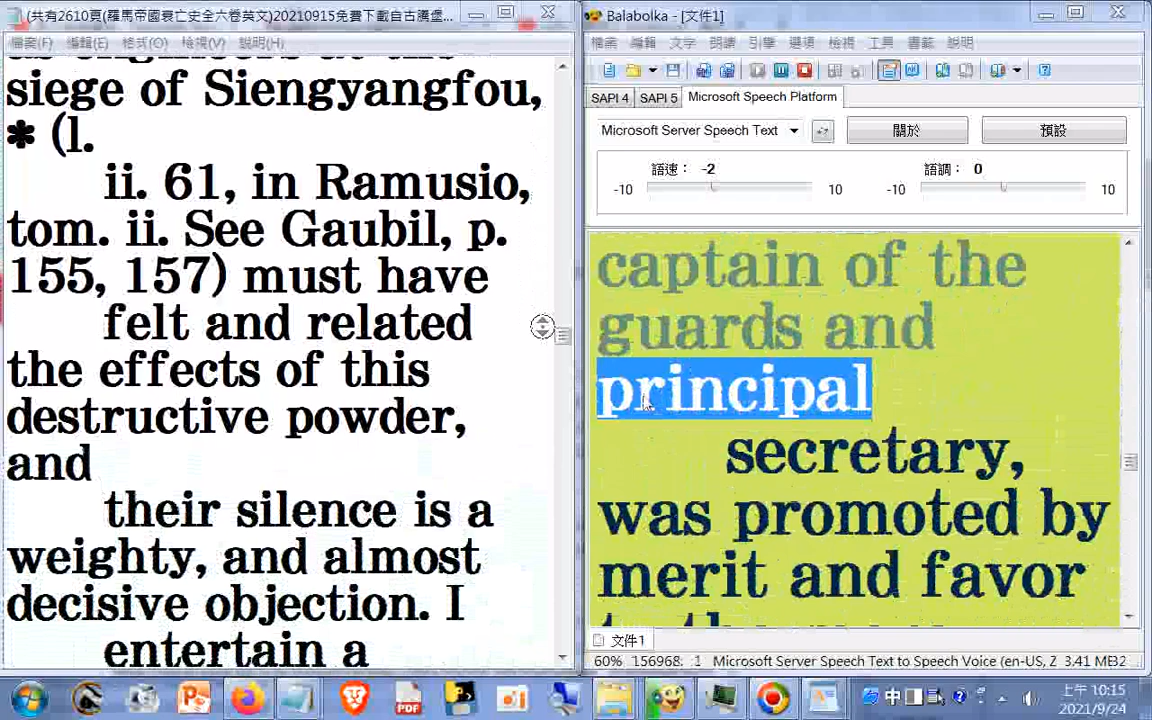 (共有2610頁(羅馬帝國衰亡史全六卷英文)20210915免費下載自古騰堡...
檔案(F) 編輯(E) 格式(O) 檢視(V) 說明(H)
as engineers at the
siege of Siengyangfou,
* (l.
ii. 61, in Ramusio,
tom. ii. See Gaubil, p.
155, 157) must have
felt and related
the effects of this
destructive powder,
and
their silence is a
weighty, and almost
decisive objection. I
entertain a
Balabolka - [文件1]
檔案 編輯 文字 朗讀 引擎 選項 檢視 工具 書籤 說明
SAPI 4 SAPI 5 Microsoft Speech Platform
Microsoft Server Speech Text 關於 預設
語速： -2 語調： 0
-10 10 -10 10
captain of the
guards and
principal
secretary,
was promoted by
merit and favor
文件1
60% 156968: 1 Microsoft Server Speech Text to Speech Voice (en-US, Z 3.41 MB2
中
上午 10:15
2021/9/24